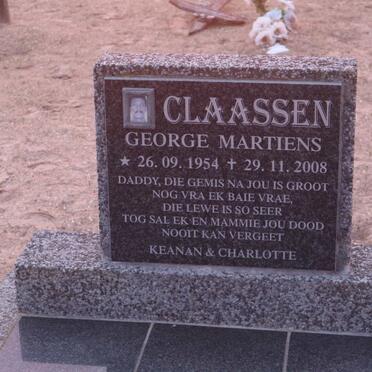 CLAASSEN
GEORGE MARTIENS
★ 26. 09. 1954 ✝ 29. 11. 2008
DADDY, DIE GEMIS NA JOU IS GROOT
NOG VRA EK BAIE VRAE,
DIE LEWE IS SO SEER
TOG SAL EK EN MAMMIE JOU DOOD
NOOIT KAN VERGEET
KEANAN & CHARLOTTE